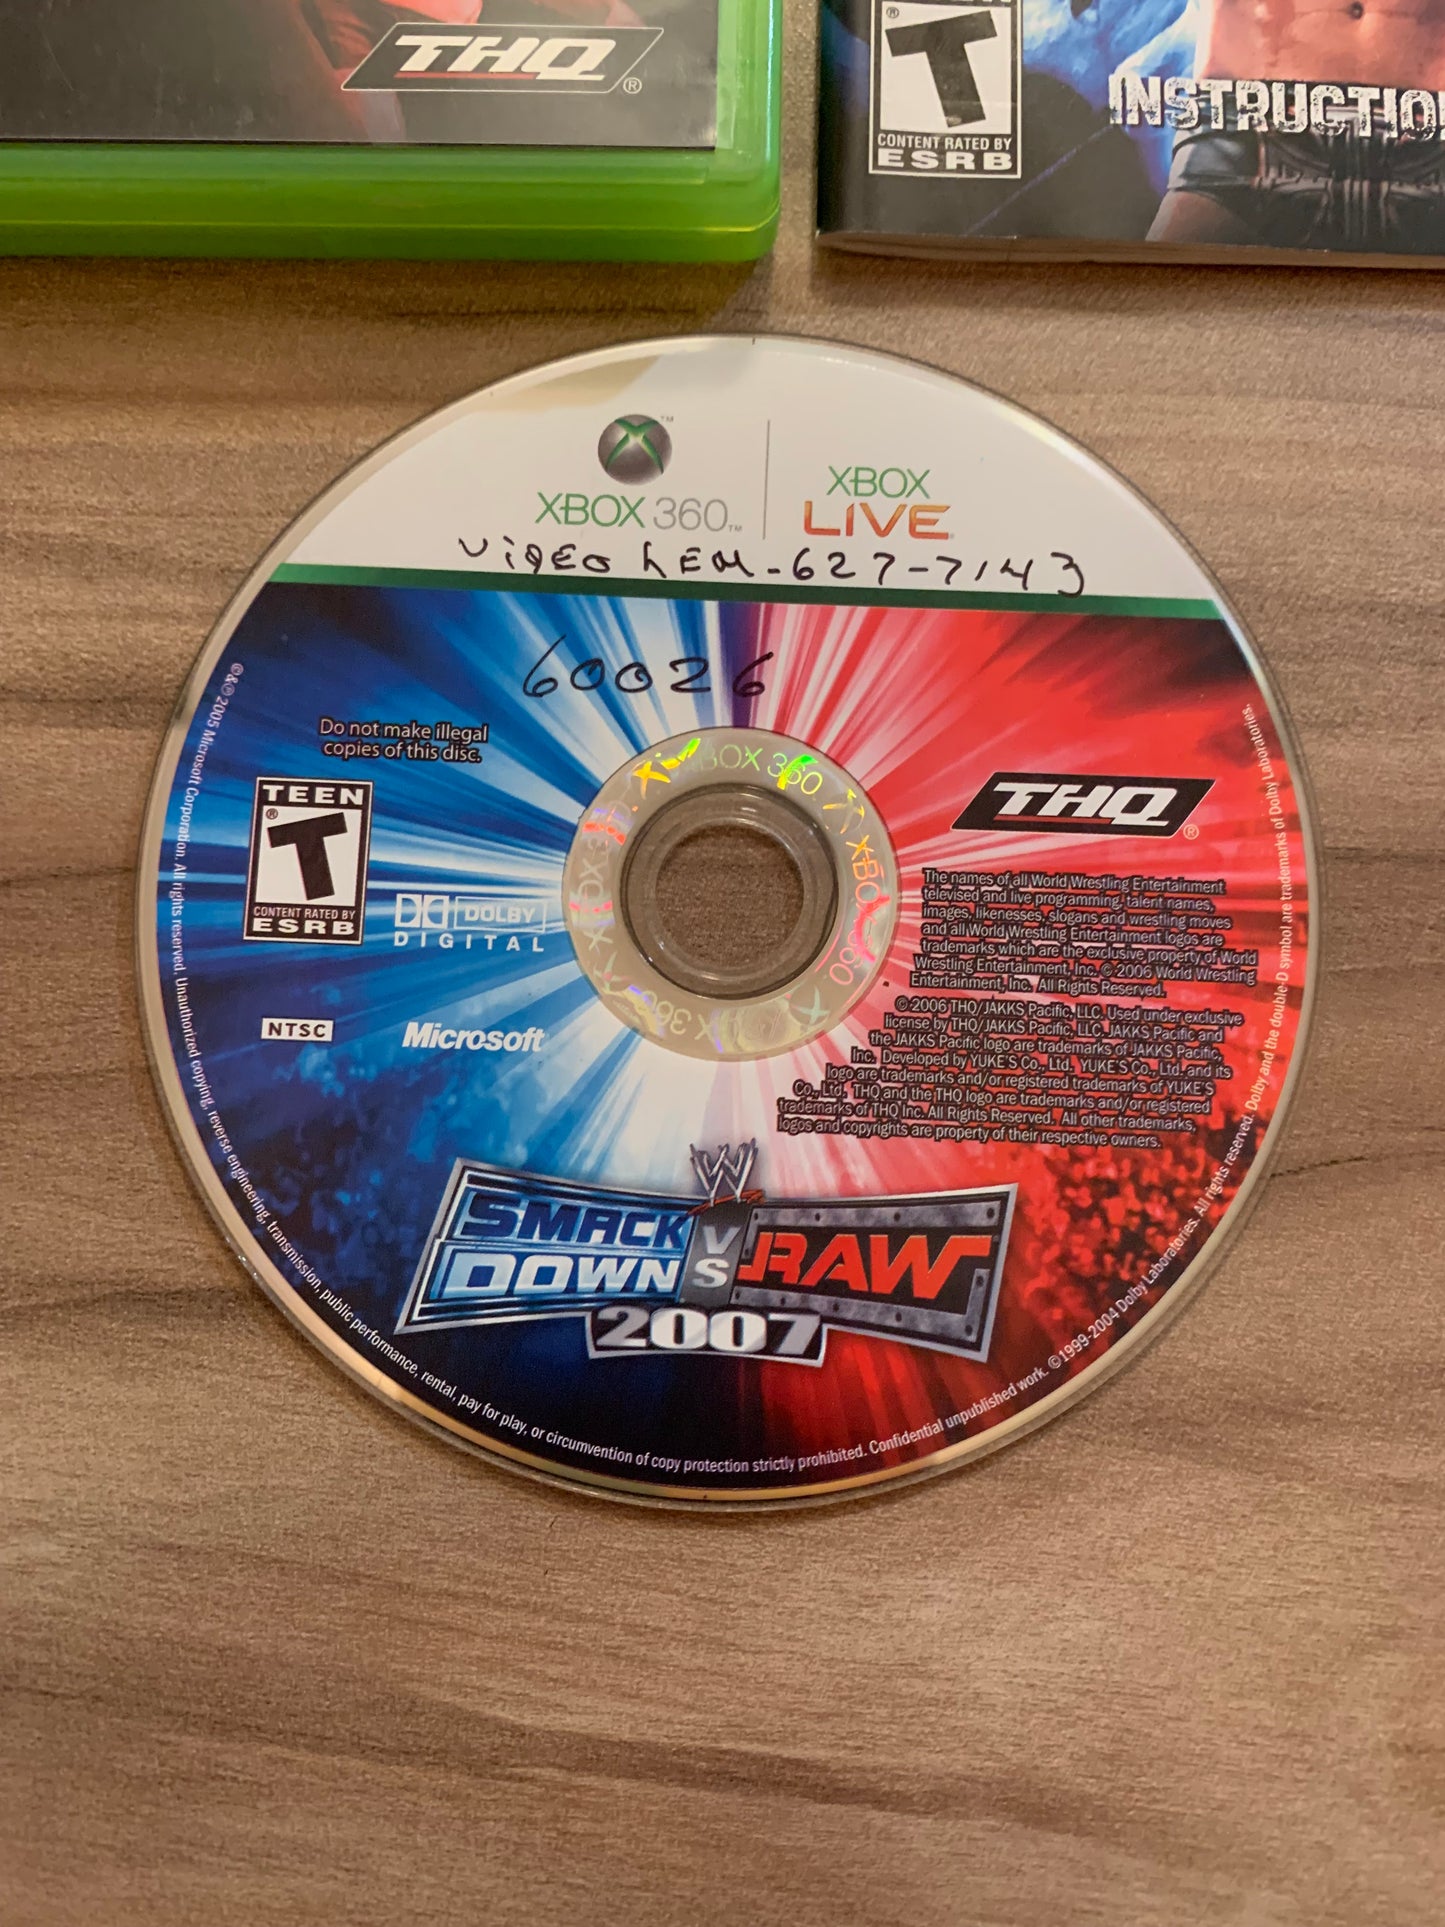 THQ ®
T
®
CONTENT RATED BY
ESRB
INSTRUCTIO
XBOX 360™
XBOX
LIVE
ViDEO LEM - 627-7143
60026
Do not make illegal
copies of this disc.
TEEN
®
T
CONTENT RATED BY
ESRB
DOLBY
DIGITAL
NTSC
Microsoft
XBOX 360
THQ ®
The names of all World Wrestling Entertainment
televised and live programming, talent names,
images, likenesses, slogans and wrestling moves
and all World Wrestling Entertainment logos are
trademarks which are the exclusive property of World
Wrestling Entertainment, Inc. © 2006 World Wrestling
Entertainment, Inc. All Rights Reserved.
© 2006 THQ/JAKKS Pacific, LLC. Used under exclusive
license by THQ/JAKKS Pacific, LLC. JAKKS Pacific and
the JAKKS Pacific logo are trademarks of JAKKS Pacific,
Inc. Developed by YUKE'S Co., Ltd. YUKE'S Co., Ltd. and its
logo are trademarks and/or registered trademarks of YUKE'S
Co., Ltd. THQ and the THQ logo are trademarks and/or registered
trademarks of THQ Inc. All Rights Reserved. All other trademarks,
logos and copyrights are property of their respective owners.
W
SMACK
DOWN
VS
RAW
2007
©&℗ 2005 Microsoft Corporation. All rights reserved. Unauthorized copying, reverse engineering, transmission, public performance, rental, pay for play, or circumvention of copy protection strictly prohibited. Confidential unpublished work. ©1999-2004 Dolby Laboratories. All rights reserved. Dolby and the double-D symbol are trademarks of Dolby Laboratories.